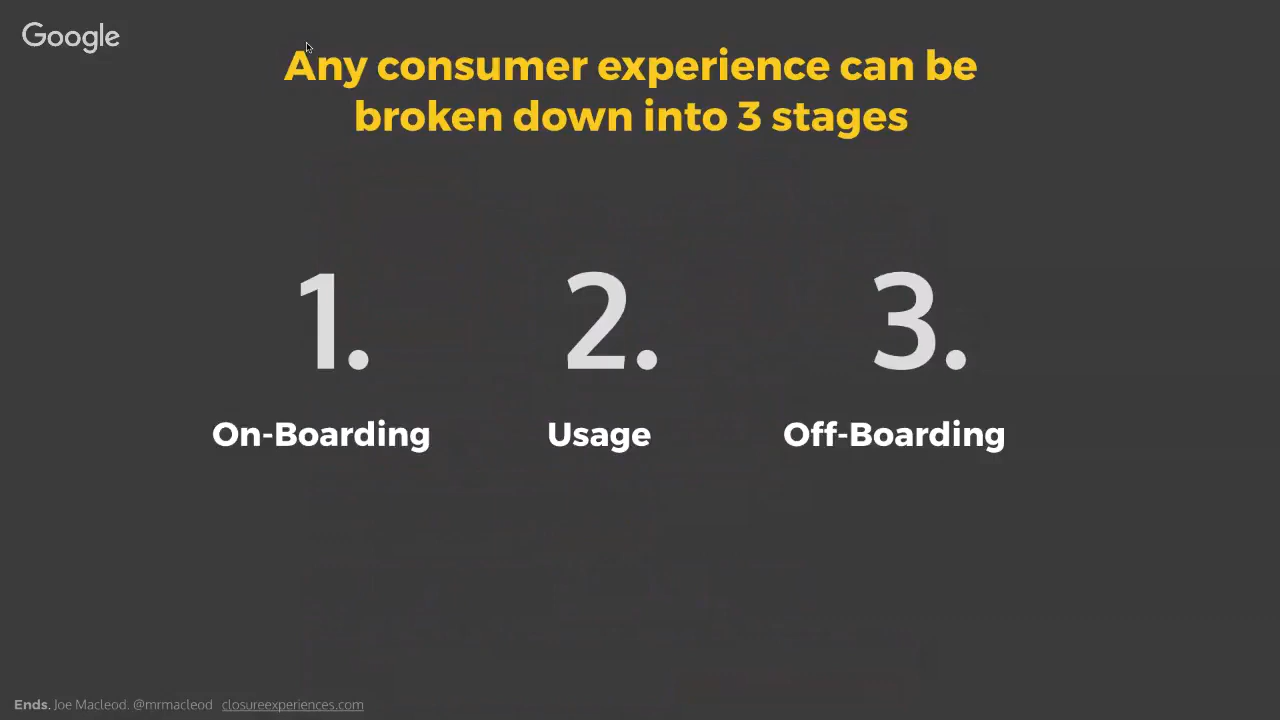 Google
Any consumer experience can be
broken down into 3 stages
1. 2. 3.
On-Boarding Usage Off-Boarding
Ends. Joe Macleod. @mrmacleod closureexperiences.com